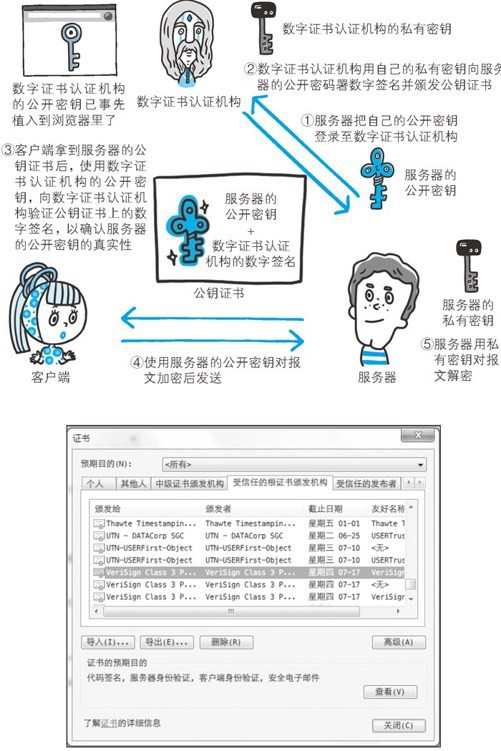 数字证书认证机构
的公开密钥已事先
植入到浏览器里了
数字证书认证机构
数字证书认证机构的私有密钥
②数字证书认证机构用自己的私有密钥向服务
器的公开密码署数字签名并颁发公钥证书
①服务器把自己的公开密钥
登录至数字证书认证机构
服务器的
公开密钥
③客户端拿到服务器的公
钥证书后，使用数字证
书认证机构的公开密
钥，向数字证书认证机
构验证公钥证书上的数
字签名，以确认服务器
的公开密钥的真实性
服务器的
公开密钥
+
数字证书认证
机构的数字签名
公钥证书
服务器的
私有密钥
客户端
④使用服务器的公开密钥对报
文加密后发送
服务器
⑤服务器用私
有密钥对报
文解密
证书
预期目的(N):
<所有>
个人 其他人 中级证书颁发机构 受信任的根证书颁发机构 受信任的发布者
颁发给 颁发者 截止日期 友好名称
Thawte Timestampin... Thawte Timestampin... 星期五 01-01 Thawte T
UTN - DATACorp SGC UTN - DATACorp SGC 星期二 06-25 USERTrus
UTN-USERFirst-Object UTN-USERFirst-Object 星期三 07-10 <无>
UTN-USERFirst-Object UTN-USERFirst-Object 星期三 07-10 USERTrus
VeriSign Class 3 P... VeriSign Class 3 P... 星期四 07-17 VeriSign
VeriSign Class 3 P... VeriSign Class 3 P... 星期四 07-17 <无>
VeriSign Class 3 P... VeriSign Class 3 P... 星期四 07-17 VeriSign
导入(I)... 导出(E)... 删除(R) 高级(A)
证书的预期目的
代码签名，服务器身份验证，客户端身份验证，安全电子邮件
查看(V)
了解证书的详细信息
关闭(C)